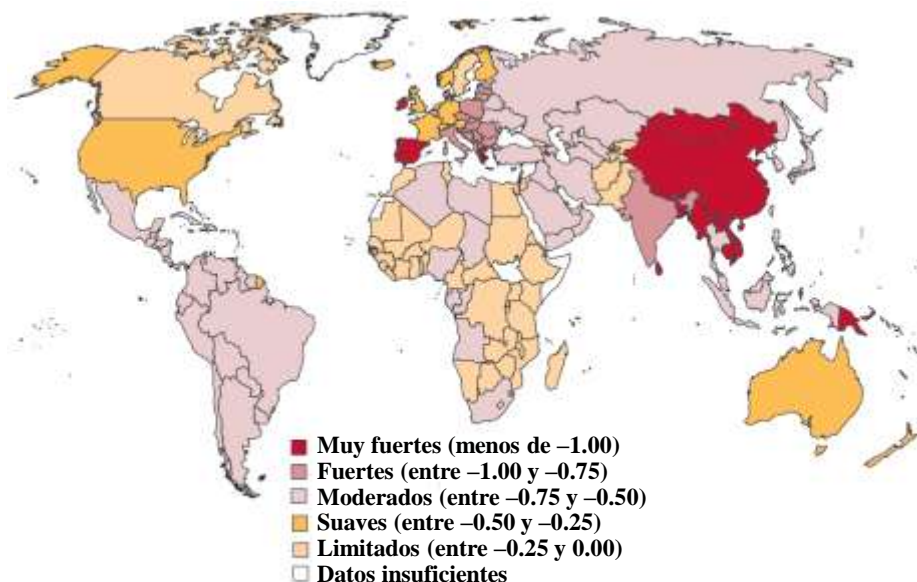 Muy fuertes (menos de –1.00)
Fuertes (entre –1.00 y –0.75)
Moderados (entre –0.75 y –0.50)
Suaves (entre –0.50 y –0.25)
Limitados (entre –0.25 y 0.00)
Datos insuficientes